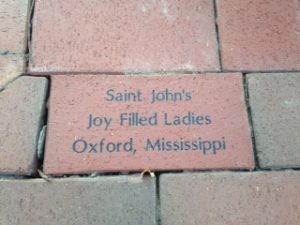 Saint John's
Joy Filled Ladies
Oxford, Mississippi